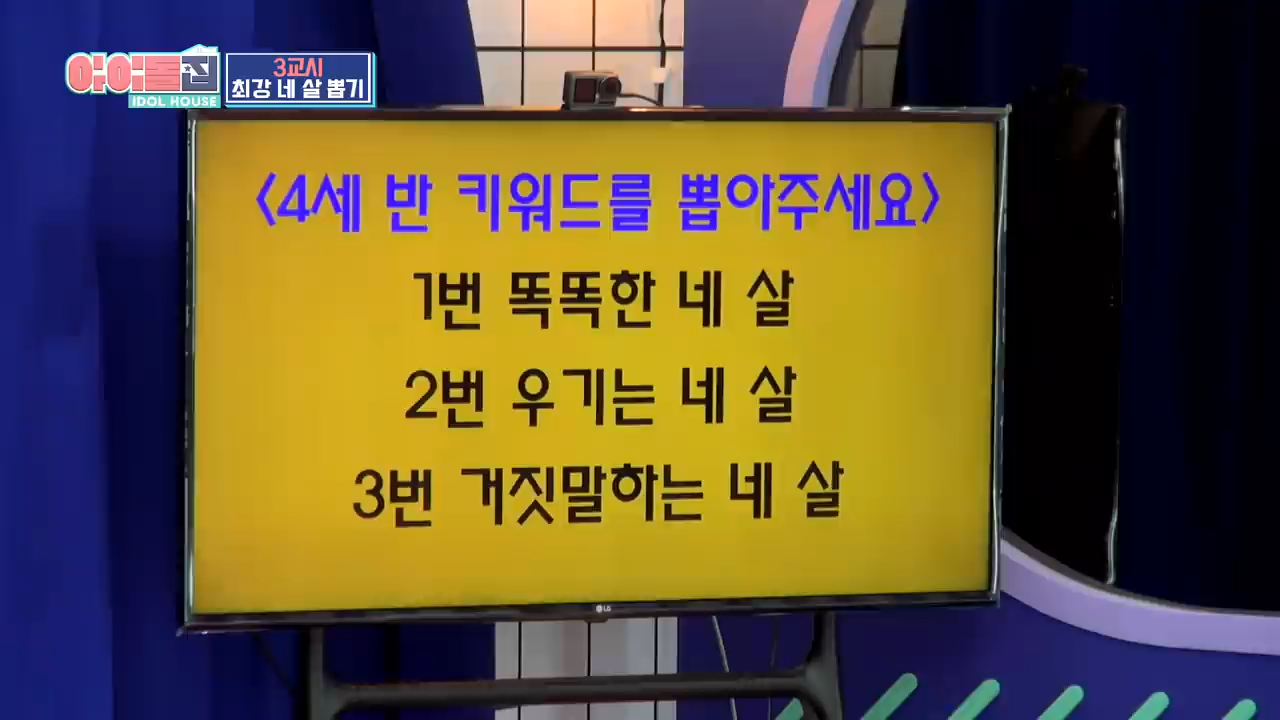 아이돌집
IDOL HOUSE
3교시
최강 네 살 뽑기
<4세 반 키워드를 뽑아주세요>
1번 똑똑한 네 살
2번 우기는 네 살
3번 거짓말하는 네 살
LG